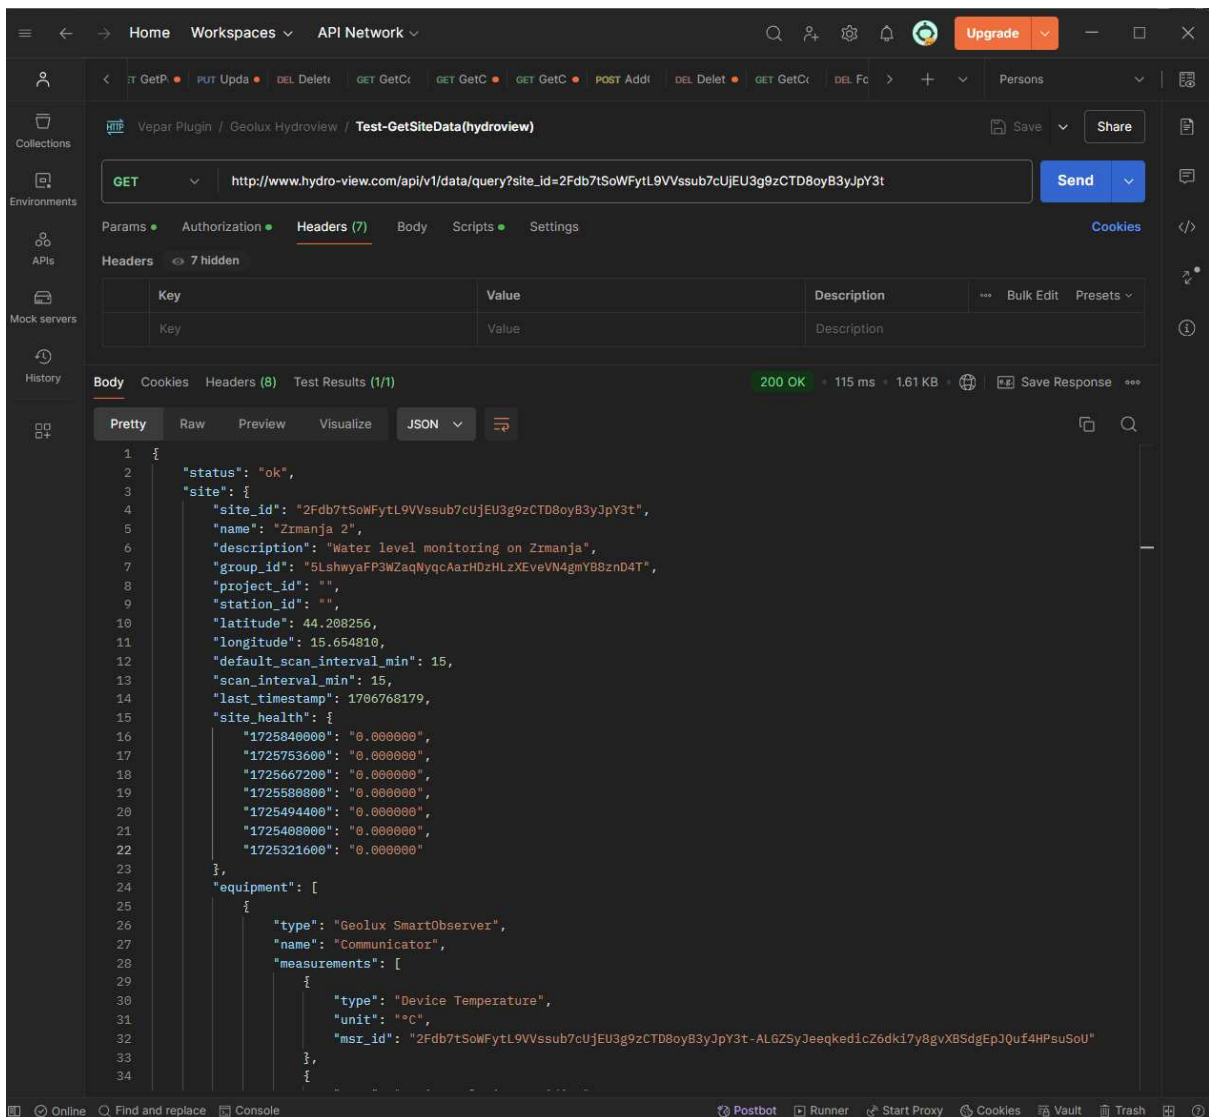 Home Workspaces API Network Upgrade
GetP PUT Upda DEL Delete GET GetCc GET GetC GET GetC POST Add DEL Delet GET GetCc DEL Fc Persons
Collections
Environments
APIs
Mock servers
History
HTTP Vepar Plugin / Geolux Hydroview / Test-GetSiteData(hydroview) Save Share
GET http://www.hydro-view.com/api/v1/data/query?site_id=2Fdb7tSoWFytL9VVssub7cUjEU3g9zCTD8oyB3yJpY3t Send
Params Authorization Headers (7) Body Scripts Settings Cookies
Headers 7 hidden
Key Value Description Bulk Edit Presets
Key Value Description
Body Cookies Headers (8) Test Results (1/1) 200 OK 115 ms 1.61 KB e.g. Save Response
Pretty Raw Preview Visualize JSON
1 {
2 "status": "ok",
3 "site": {
4 "site_id": "2Fdb7tSoWFytL9VVssub7cUjEU3g9zCTD8oyB3yJpY3t",
5 "name": "Zrmanja 2",
6 "description": "Water level monitoring on Zrmanja",
7 "group_id": "5LshwyaFP3WZaqNyqcAarHDzHLzXEveVN4gmYB8znD4T",
8 "project_id": "",
9 "station_id": "",
10 "latitude": 44.208256,
11 "longitude": 15.654810,
12 "default_scan_interval_min": 15,
13 "scan_interval_min": 15,
14 "last_timestamp": 1706768179,
15 "site_health": {
16 "1725840000": "0.000000",
17 "1725753600": "0.000000",
18 "1725667200": "0.000000",
19 "1725580800": "0.000000",
20 "1725494400": "0.000000",
21 "1725408000": "0.000000",
22 "1725321600": "0.000000"
23 },
24 "equipment": [
25 {
26 "type": "Geolux SmartObserver",
27 "name": "Communicator",
28 "measurements": [
29 {
30 "type": "Device Temperature",
31 "unit": "°C",
32 "msr_id": "2Fdb7tSoWFytL9VVssub7cUjEU3g9zCTD8oyB3yJpY3t-ALGZSyJeeqkedicZ6dki7y8gvXBSdgEpJQuf4HPsuSoU"
33 },
34 {
Online Find and replace Console Postbot Runner Start Proxy Cookies Vault Trash